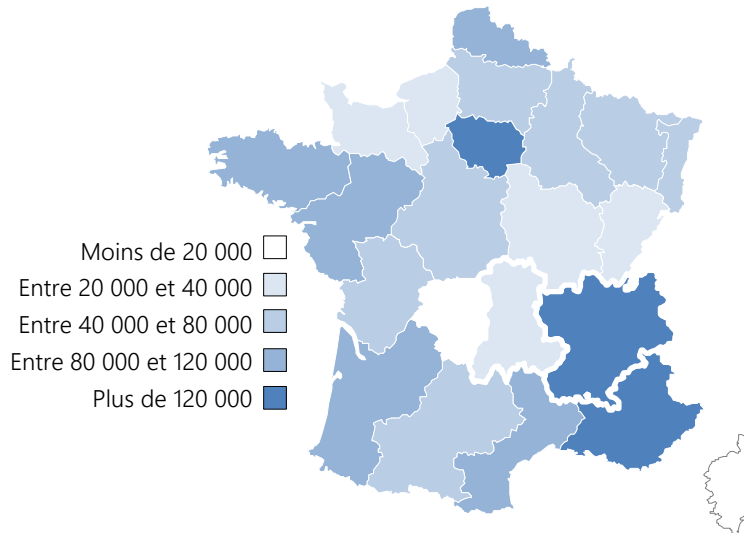 Moins de 20 000
Entre 20 000 et 40 000
Entre 40 000 et 80 000
Entre 80 000 et 120 000
Plus de 120 000